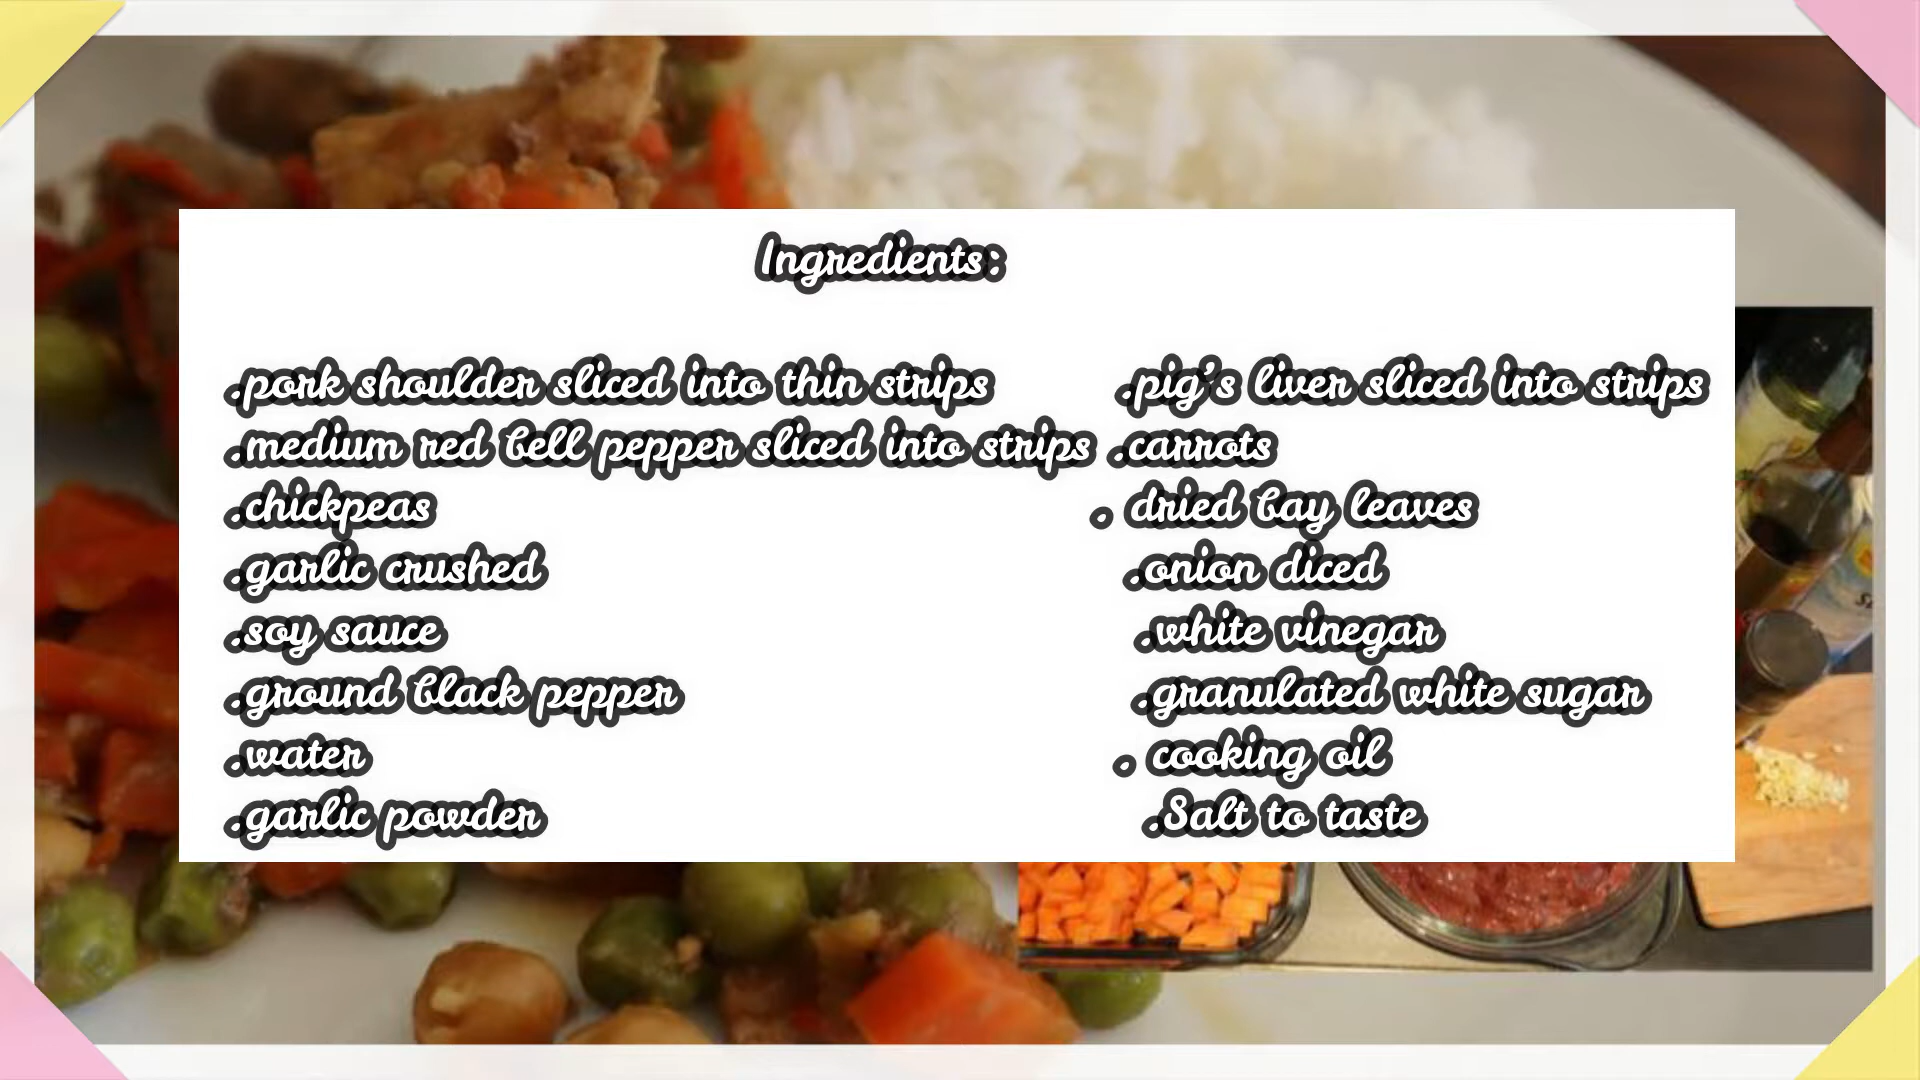 Ingredients:
.pork shoulder sliced into thin strips .pig's liver sliced into strips
.medium red bell pepper sliced into strips .carrots
.chickpeas . dried bay leaves
.garlic crushed .onion diced
.soy sauce .white vinegar
.ground black pepper .granulated white sugar
.water . cooking oil
.garlic powder .Salt to taste